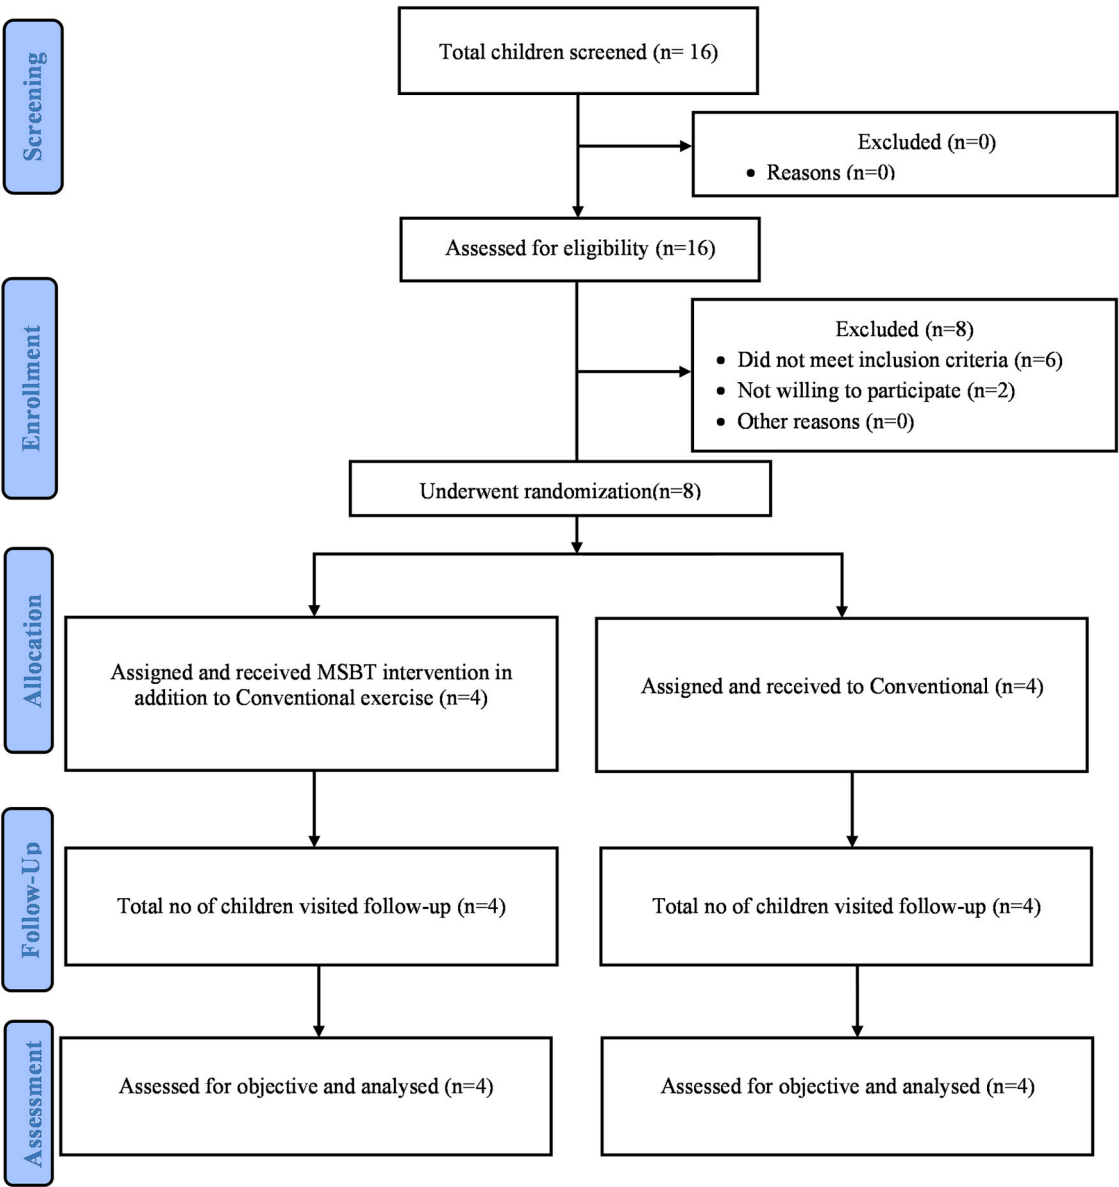 Screening
Total children screened (n= 16)
Excluded (n=0)
• Reasons (n=0)
Assessed for eligibility (n=16)
Enrollment
Excluded (n=8)
• Did not meet inclusion criteria (n=6)
• Not willing to participate (n=2)
• Other reasons (n=0)
Underwent randomization(n=8)
Allocation
Assigned and received MSBT intervention in
addition to Conventional exercise (n=4)
Assigned and received to Conventional (n=4)
Follow-Up
Total no of children visited follow-up (n=4)
Total no of children visited follow-up (n=4)
Assessment
Assessed for objective and analysed (n=4)
Assessed for objective and analysed (n=4)